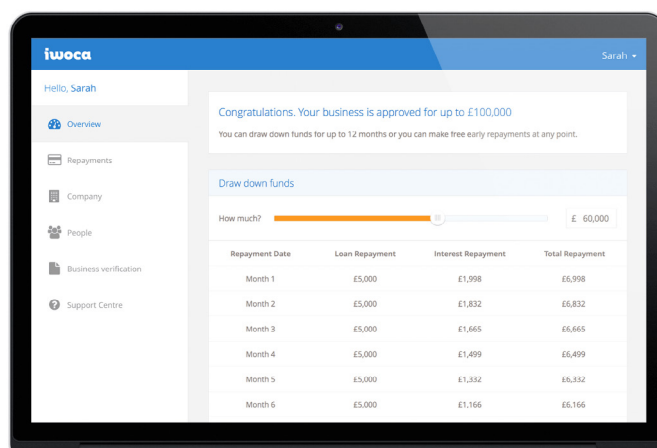 iwoca
Sarah
Hello, Sarah
Overview
Repayments
Company
People
Business verification
Support Centre
Congratulations. Your business is approved for up to £100,000
You can draw down funds for up to 12 months or you can make free early repayments at any point.
Draw down funds
How much?
£ 60,000
Repayment Date Loan Repayment Interest Repayment Total Repayment
Month 1 £5,000 £1,998 £6,998
Month 2 £5,000 £1,832 £6,832
Month 3 £5,000 £1,665 £6,665
Month 4 £5,000 £1,499 £6,499
Month 5 £5,000 £1,332 £6,332
Month 6 £5,000 £1,166 £6,166